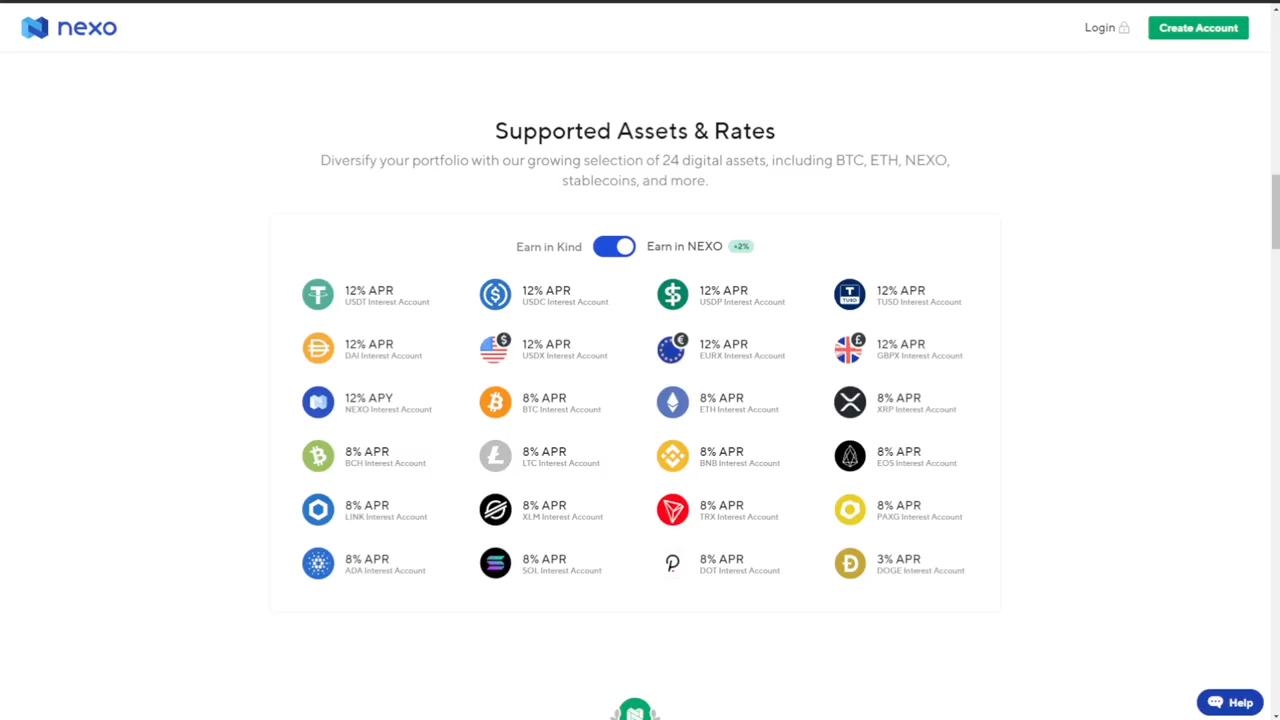 nexo
Login
Create Account
Supported Assets & Rates
Diversify your portfolio with our growing selection of 24 digital assets, including BTC, ETH, NEXO,
stablecoins, and more.
Earn in Kind
Earn in NEXO +2%
12% APR
USDT Interest Account
12% APR
USDC Interest Account
12% APR
USDP Interest Account
TUSD
12% APR
TUSD Interest Account
12% APR
DAI Interest Account
$
12% APR
USDX Interest Account
€
12% APR
EURX Interest Account
£
12% APR
GBPX Interest Account
12% APY
NEXO Interest Account
8% APR
BTC Interest Account
8% APR
ETH Interest Account
8% APR
XRP Interest Account
8% APR
BCH Interest Account
8% APR
LTC Interest Account
8% APR
BNB Interest Account
8% APR
EOS Interest Account
8% APR
LINK Interest Account
8% APR
XLM Interest Account
8% APR
TRX Interest Account
8% APR
PAXG Interest Account
8% APR
ADA Interest Account
8% APR
SOL Interest Account
8% APR
DOT Interest Account
3% APR
DOGE Interest Account
Help